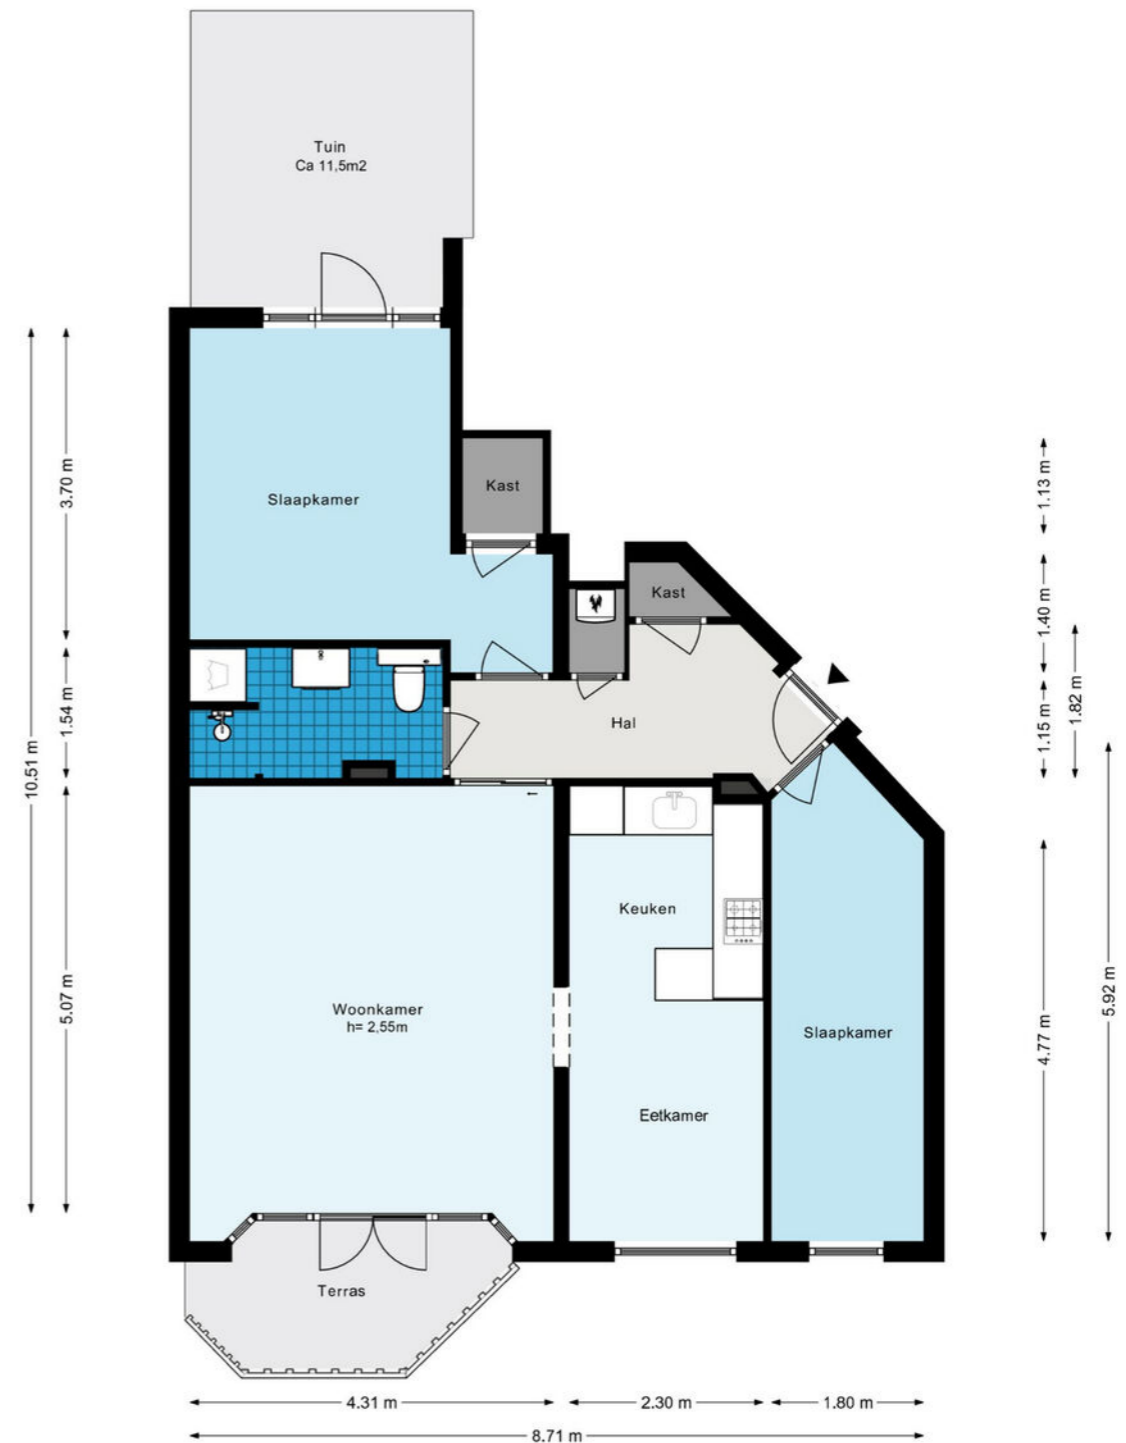 Tuin
Ca 11,5m2
Kast
Slaapkamer
Kast
Hal
Keuken
Woonkamer
h= 2,55m
Slaapkamer
Eetkamer
Terras
10.51 m
3.70 m
1.54 m
5.07 m
1.13 m
1.40 m
1.15 m
1.82 m
4.77 m
5.92 m
4.31 m
2.30 m
1.80 m
8.71 m